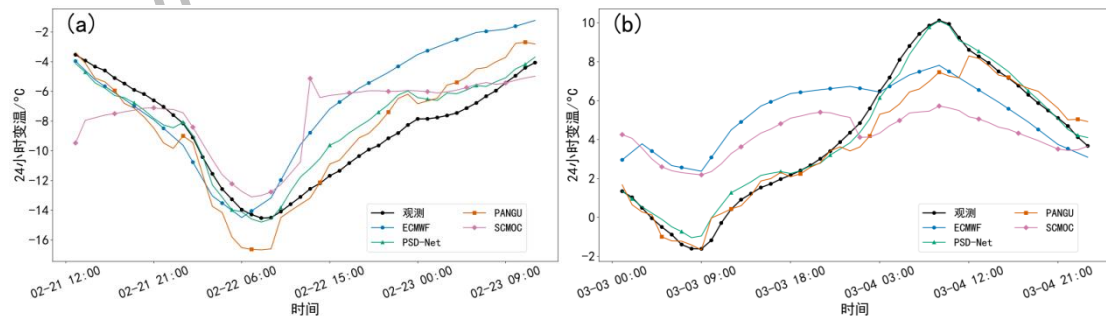 (a)
24小时变温/°C
-2
-4
-6
-8
-10
-12
-14
-16
观测
ECMWF
PSD-Net
PANGU
SCMOC
02-21 12:00
02-21 21:00
02-22 06:00
02-22 15:00
02-23 00:00
02-23 09:00
时间
(b)
24小时变温/°C
10
8
6
4
2
0
-2
观测
ECMWF
PSD-Net
PANGU
SCMOC
03-03 00:00
03-03 09:00
03-03 18:00
03-04 03:00
03-04 12:00
03-04 21:00
时间